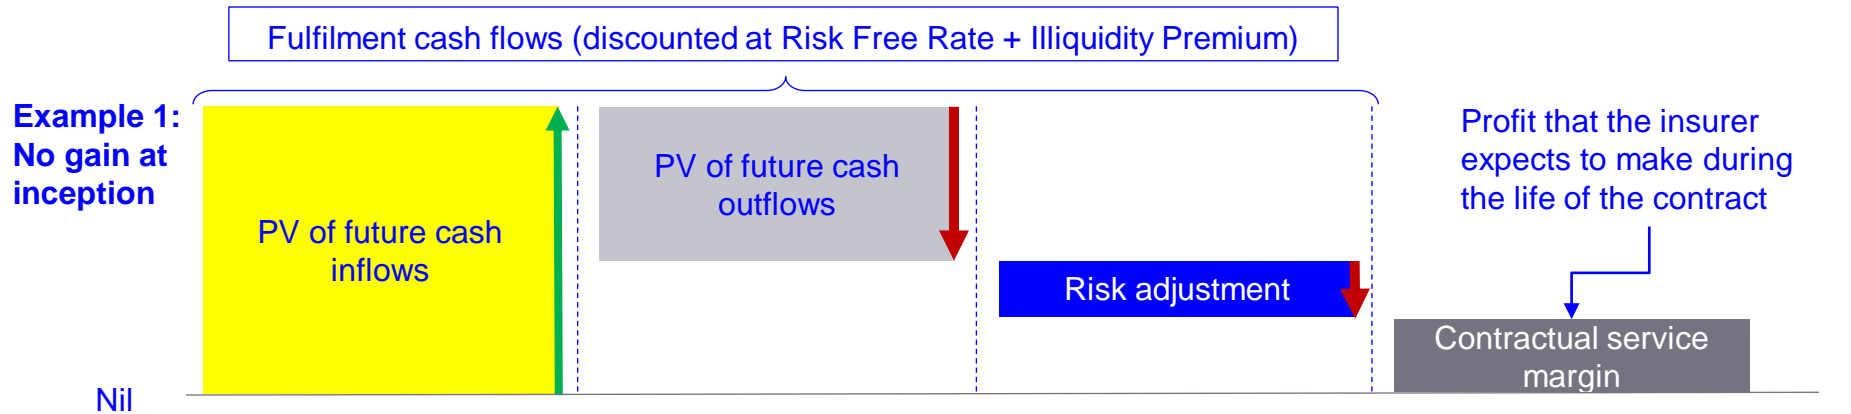 Fulfilment cash flows (discounted at Risk Free Rate + Illiquidity Premium)
Example 1:
No gain at
inception
PV of future cash
inflows
PV of future cash
outflows
Risk adjustment
Profit that the insurer
expects to make during
the life of the contract
Contractual service
margin
Nil